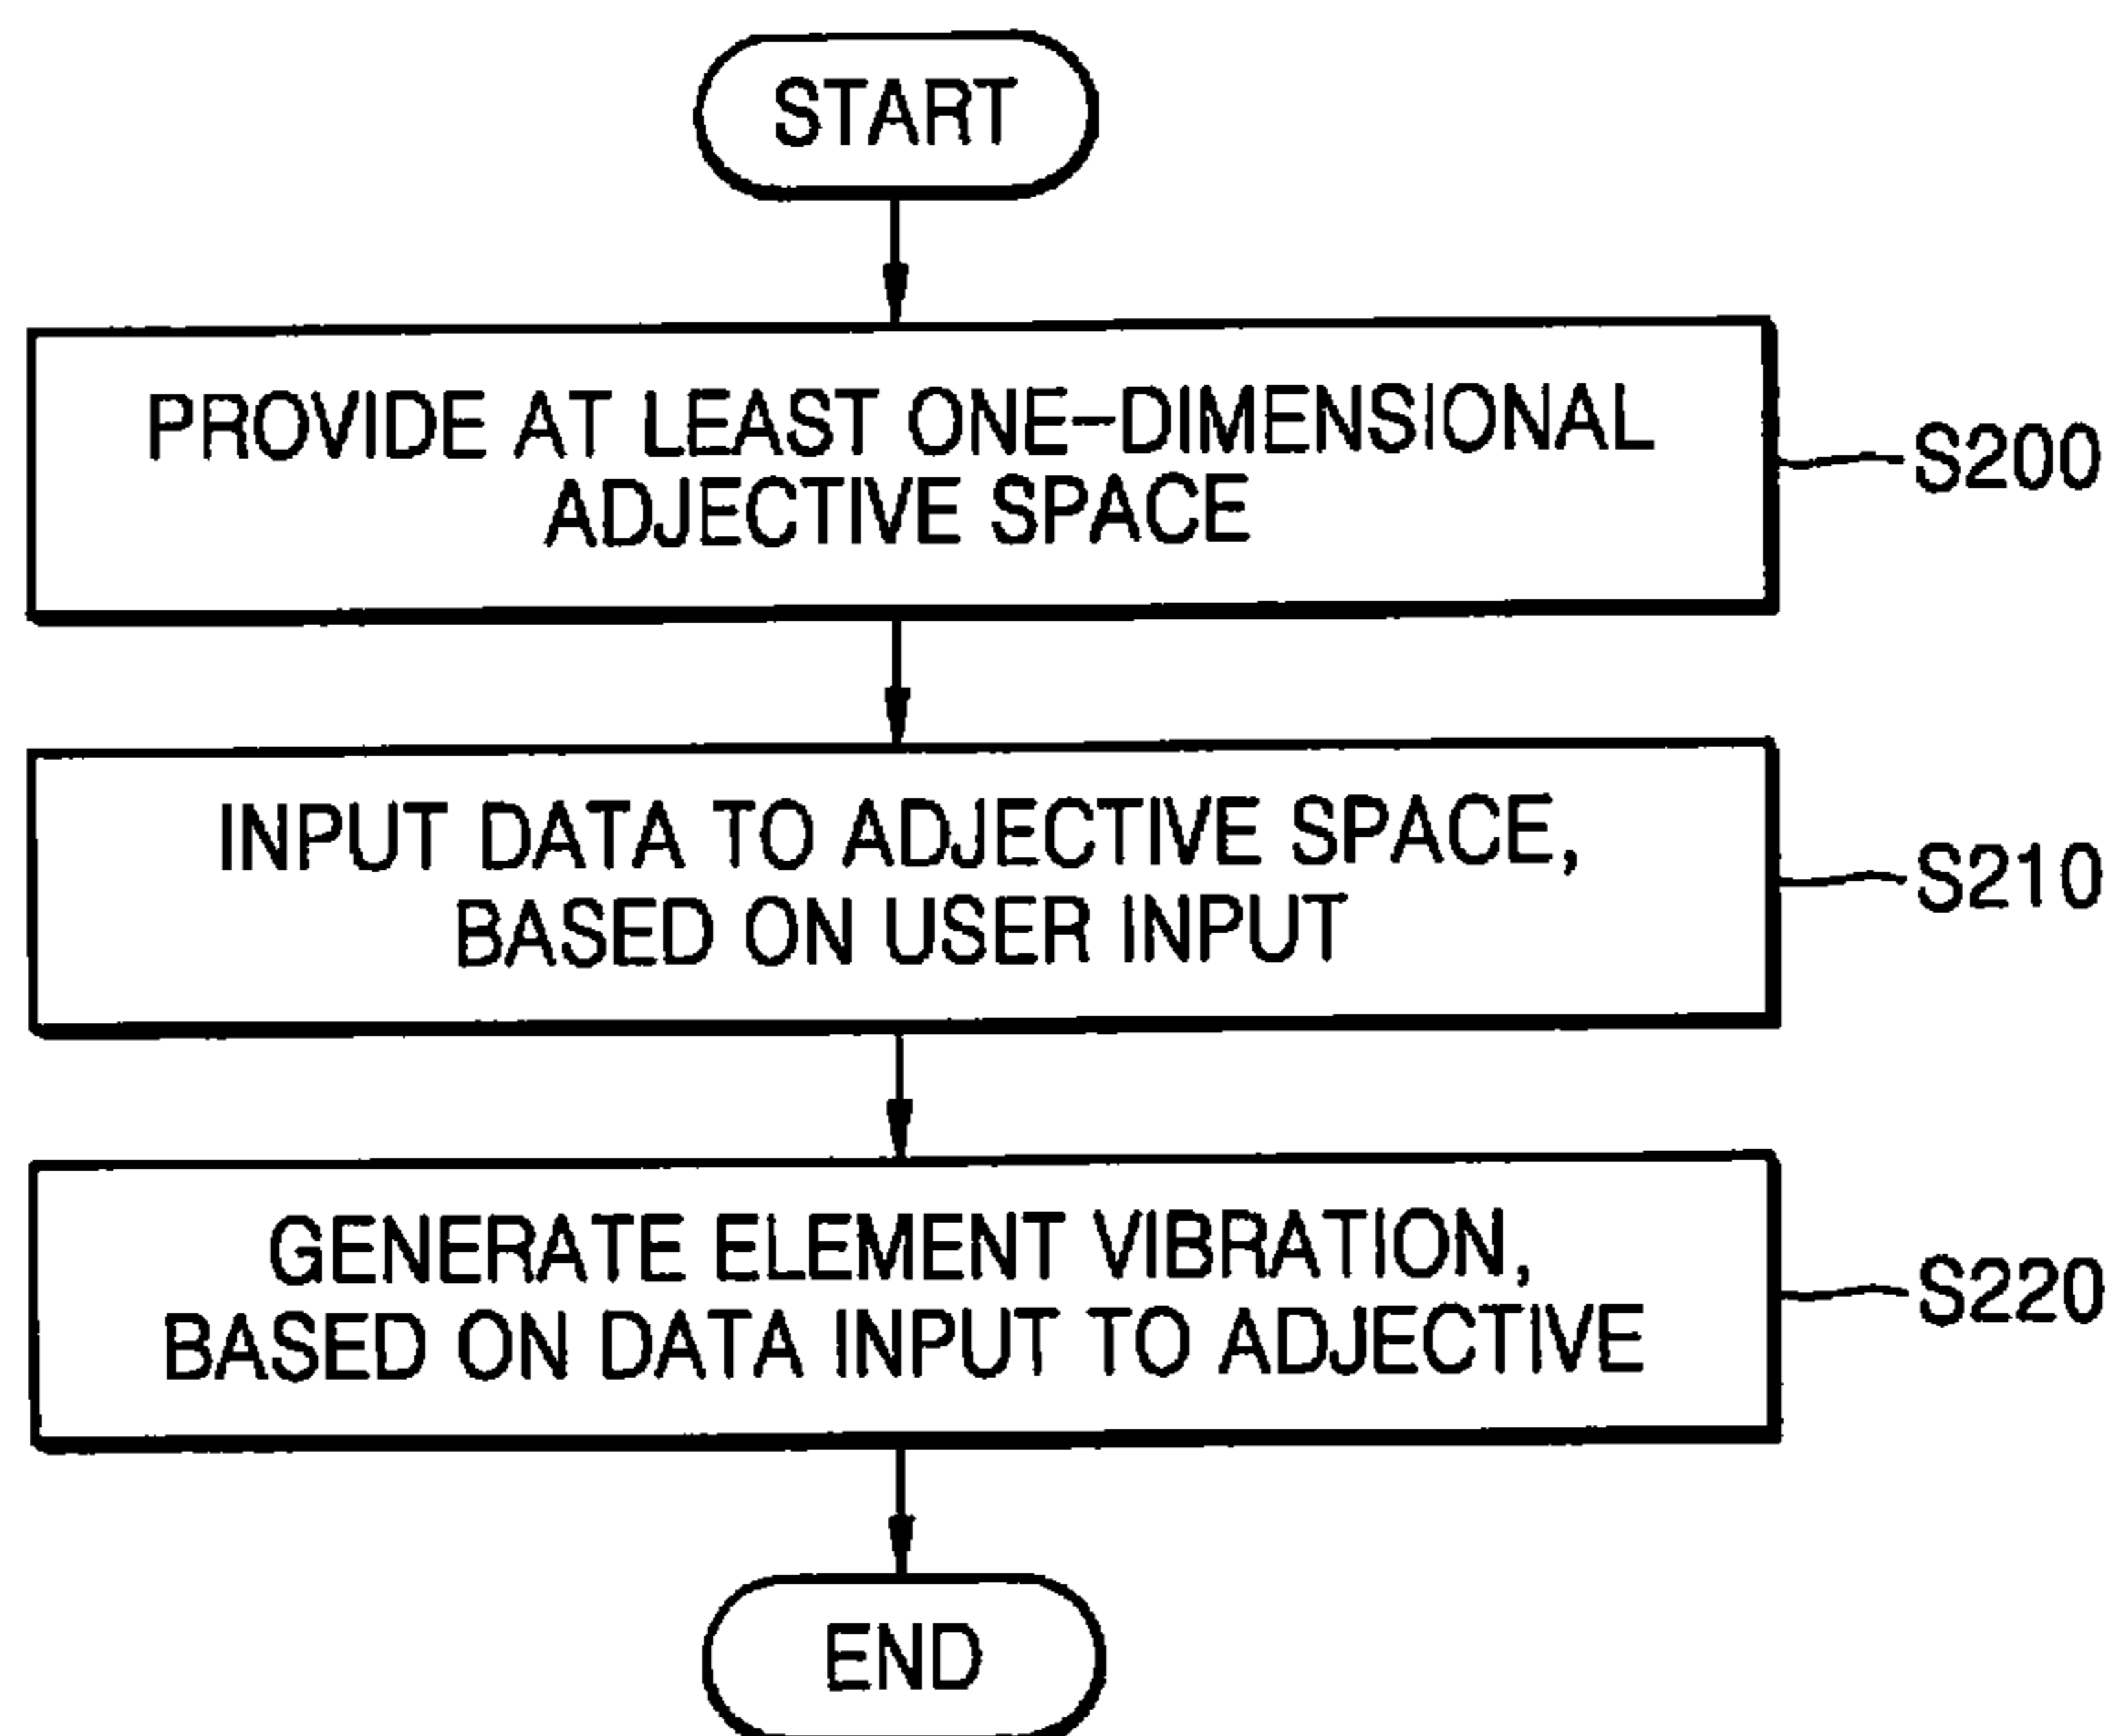 START
PROVIDE AT LEAST ONE-DIMENSIONAL
ADJECTIVE SPACE
S200
INPUT DATA TO ADJECTIVE SPACE,
BASED ON USER INPUT
S210
GENERATE ELEMENT VIBRATION,
BASED ON DATA INPUT TO ADJECTIVE
S220
END